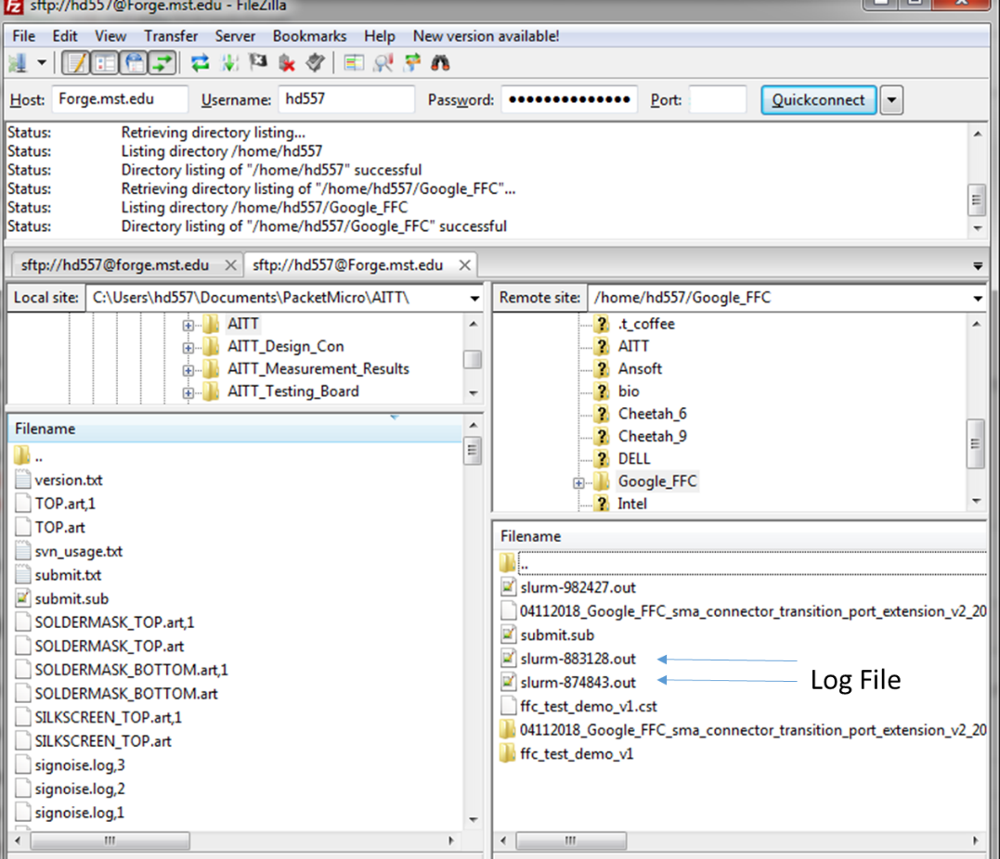 sftp://hd557@Forge.mst.edu - FileZilla
File Edit View Transfer Server Bookmarks Help New version available!
Host: Forge.mst.edu Username: hd557 Password: •••••••••••••• Port: Quickconnect
Status: Retrieving directory listing...
Status: Listing directory /home/hd557
Status: Directory listing of "/home/hd557" successful
Status: Retrieving directory listing of "/home/hd557/Google_FFC"...
Status: Listing directory /home/hd557/Google_FFC
Status: Directory listing of "/home/hd557/Google_FFC" successful
sftp://hd557@forge.mst.edu sftp://hd557@Forge.mst.edu
Local site: C:\Users\hd557\Documents\PacketMicro\AITT\
AITT
AITT_Design_Con
AITT_Measurement_Results
AITT_Testing_Board
Filename
..
version.txt
TOP.art,1
TOP.art
svn_usage.txt
submit.txt
submit.sub
SOLDERMASK_TOP.art,1
SOLDERMASK_TOP.art
SOLDERMASK_BOTTOM.art,1
SOLDERMASK_BOTTOM.art
SILKSCREEN_TOP.art,1
SILKSCREEN_TOP.art
signoise.log,3
signoise.log,2
signoise.log,1
Remote site: /home/hd557/Google_FFC
.t_coffee
AITT
Ansoft
bio
Cheetah_6
Cheetah_9
DELL
Google_FFC
Intel
Filename
..
slurm-982427.out
04112018_Google_FFC_sma_connector_transition_port_extension_v2_20
submit.sub
slurm-883128.out
slurm-874843.out
Log File
ffc_test_demo_v1.cst
04112018_Google_FFC_sma_connector_transition_port_extension_v2_20
ffc_test_demo_v1